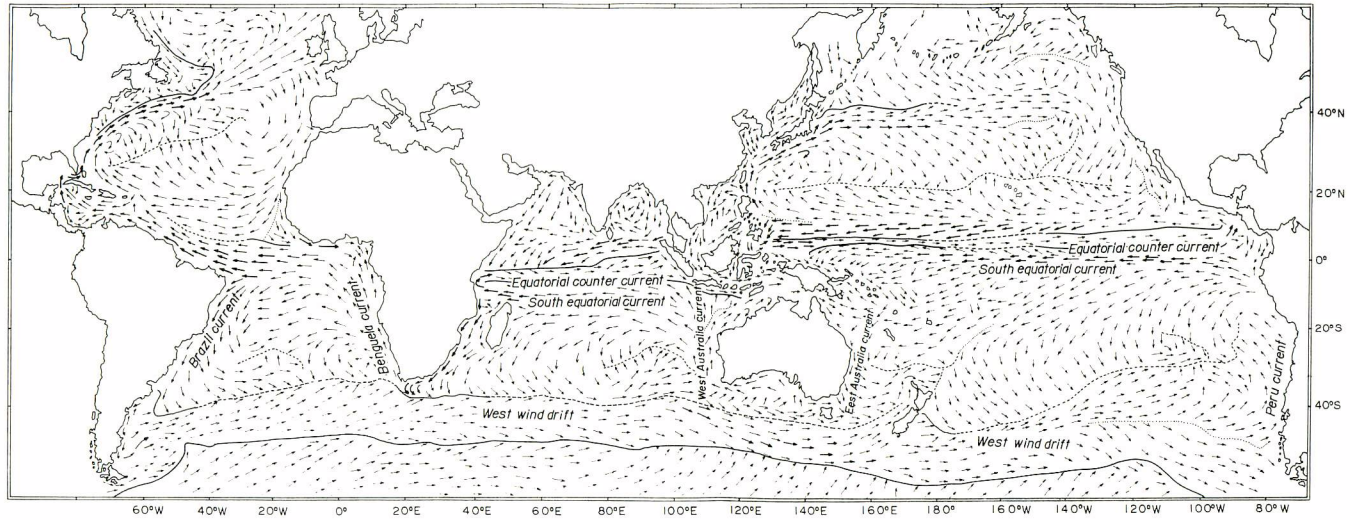 40°N
20°N
Equatorial counter current
0°
South equatorial current
Equatorial counter current
South equatorial current
Brazil current
Benguela current
West Australia current
Eest Australia current
20°S
Peru current
West wind drift
40°S
West wind drift
60°W 40°W 20°W 0° 20°E 40°E 60°E 80°E 100°E 120°E 140°E 160°E 180° 160°W 140°W 120°W 100°W 80°W